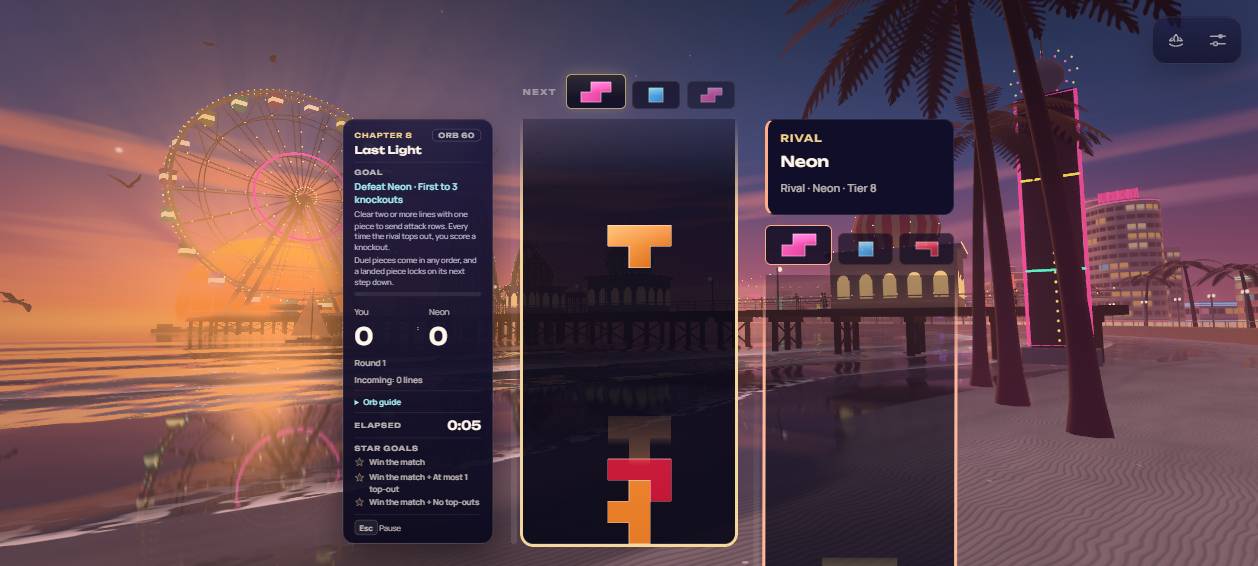 NEXT
CHAPTER 8
ORB 60
Last Light
GOAL
Defeat Neon · First to 3
knockouts
Clear two or more lines with one
piece to send attack rows. Every
time the rival tops out, you score a
knockout.
Duel pieces come in any order, and
a landed piece locks on its next
step down.
You
Neon
0 : 0
Round 1
Incoming: 0 lines
▸ Orb guide
ELAPSED
0:05
STAR GOALS
Win the match
Win the match + At most 1
top-out
Win the match + No top-outs
Esc Pause
RIVAL
Neon
Rival · Neon · Tier 8